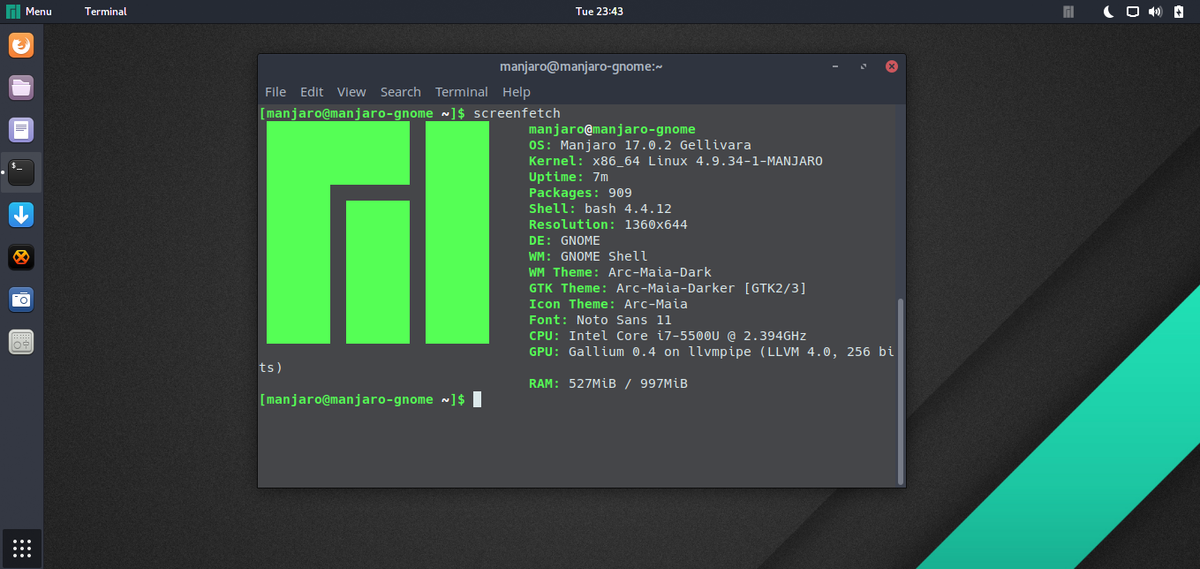 Menu Terminal Tue 23:43
manjaro@manjaro-gnome:~
File Edit View Search Terminal Help
[manjaro@manjaro-gnome ~]$ screenfetch
manjaro@manjaro-gnome
OS: Manjaro 17.0.2 Gellivara
Kernel: x86_64 Linux 4.9.34-1-MANJARO
Uptime: 7m
Packages: 909
Shell: bash 4.4.12
Resolution: 1360x644
DE: GNOME
WM: GNOME Shell
WM Theme: Arc-Maia-Dark
GTK Theme: Arc-Maia-Darker [GTK2/3]
Icon Theme: Arc-Maia
Font: Noto Sans 11
CPU: Intel Core i7-5500U @ 2.394GHz
GPU: Gallium 0.4 on llvmpipe (LLVM 4.0, 256 bi
ts)
RAM: 527MiB / 997MiB
[manjaro@manjaro-gnome ~]$